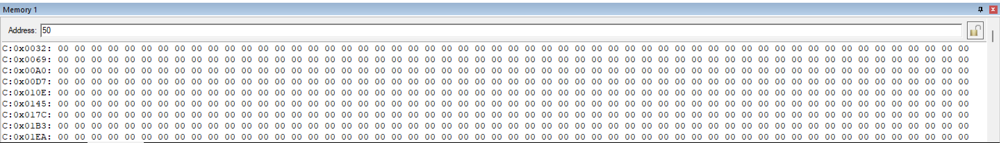 Memory 1
Address: 50
C:0x0032: 00 00 00 00 00 00 00 00 00 00 00 00 00 00 00 00 00 00 00 00 00 00 00 00 00 00 00 00 00 00 00 00 00 00 00 00 00 00 00 00 00 00 00 00 00 00 00 00 00 00 00 00 00 00 00
C:0x0069: 00 00 00 00 00 00 00 00 00 00 00 00 00 00 00 00 00 00 00 00 00 00 00 00 00 00 00 00 00 00 00 00 00 00 00 00 00 00 00 00 00 00 00 00 00 00 00 00 00 00 00 00 00 00 00
C:0x00A0: 00 00 00 00 00 00 00 00 00 00 00 00 00 00 00 00 00 00 00 00 00 00 00 00 00 00 00 00 00 00 00 00 00 00 00 00 00 00 00 00 00 00 00 00 00 00 00 00 00 00 00 00 00 00 00
C:0x00D7: 00 00 00 00 00 00 00 00 00 00 00 00 00 00 00 00 00 00 00 00 00 00 00 00 00 00 00 00 00 00 00 00 00 00 00 00 00 00 00 00 00 00 00 00 00 00 00 00 00 00 00 00 00 00 00
C:0x010E: 00 00 00 00 00 00 00 00 00 00 00 00 00 00 00 00 00 00 00 00 00 00 00 00 00 00 00 00 00 00 00 00 00 00 00 00 00 00 00 00 00 00 00 00 00 00 00 00 00 00 00 00 00 00 00
C:0x0145: 00 00 00 00 00 00 00 00 00 00 00 00 00 00 00 00 00 00 00 00 00 00 00 00 00 00 00 00 00 00 00 00 00 00 00 00 00 00 00 00 00 00 00 00 00 00 00 00 00 00 00 00 00 00 00
C:0x017C: 00 00 00 00 00 00 00 00 00 00 00 00 00 00 00 00 00 00 00 00 00 00 00 00 00 00 00 00 00 00 00 00 00 00 00 00 00 00 00 00 00 00 00 00 00 00 00 00 00 00 00 00 00 00 00
C:0x01B3: 00 00 00 00 00 00 00 00 00 00 00 00 00 00 00 00 00 00 00 00 00 00 00 00 00 00 00 00 00 00 00 00 00 00 00 00 00 00 00 00 00 00 00 00 00 00 00 00 00 00 00 00 00 00 00
C:0x01EA: 00 00 00 00 00 00 00 00 00 00 00 00 00 00 00 00 00 00 00 00 00 00 00 00 00 00 00 00 00 00 00 00 00 00 00 00 00 00 00 00 00 00 00 00 00 00 00 00 00 00 00 00 00 00 00